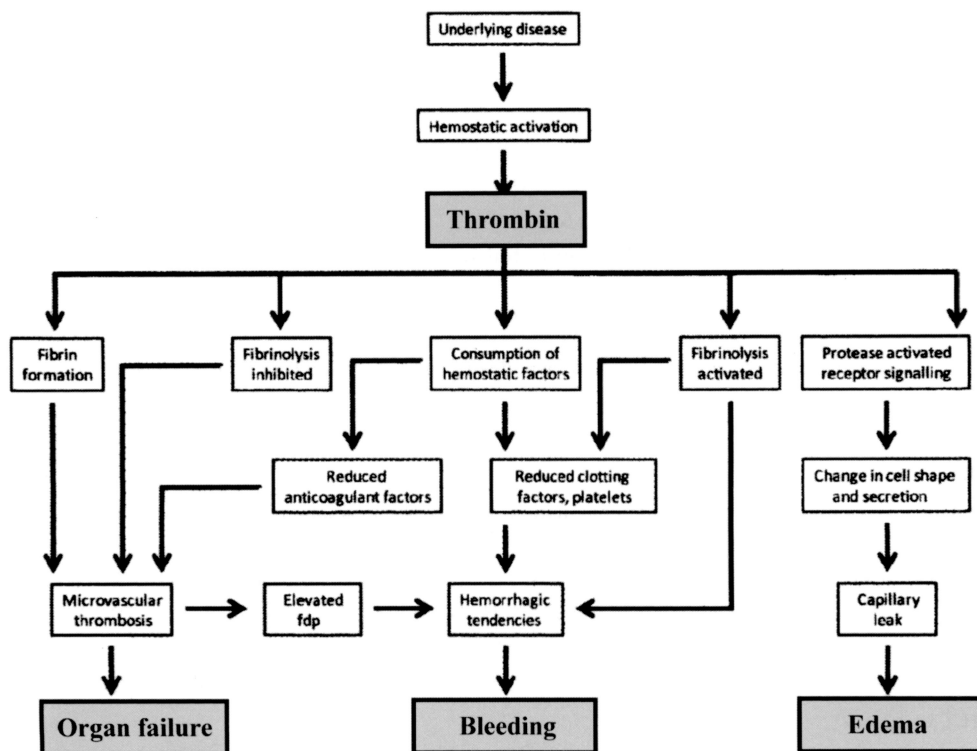 Underlying disease
Hemostatic activation
Thrombin
Fibrin
formation
Fibrinolysis
inhibited
Consumption of
hemostatic factors
Fibrinolysis
activated
Protease activated
receptor signalling
Reduced
anticoagulant factors
Reduced clotting
factors, platelets
Change in cell shape
and secretion
Microvascular
thrombosis
Elevated
fdp
Hemorrhagic
tendencies
Capillary
leak
Organ failure
Bleeding
Edema